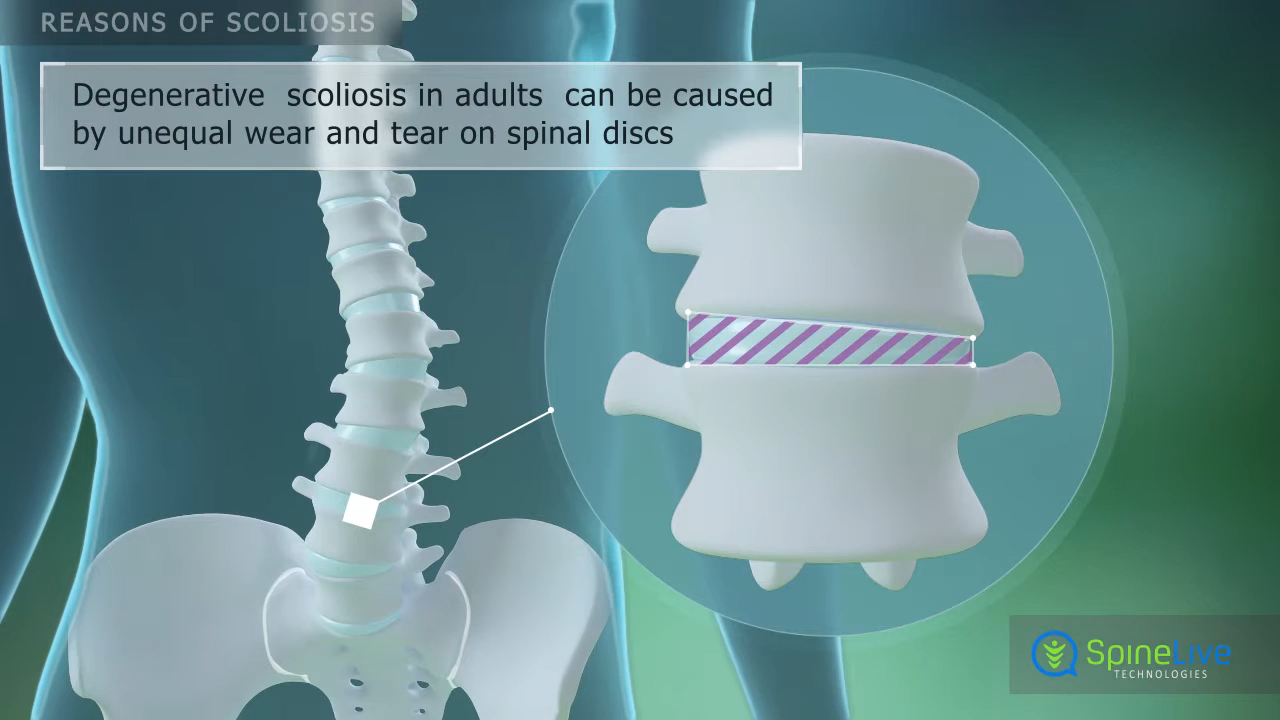 REASONS OF SCOLIOSIS
Degenerative scoliosis in adults can be caused
by unequal wear and tear on spinal discs
SpineLive
TECHNOLOGIES